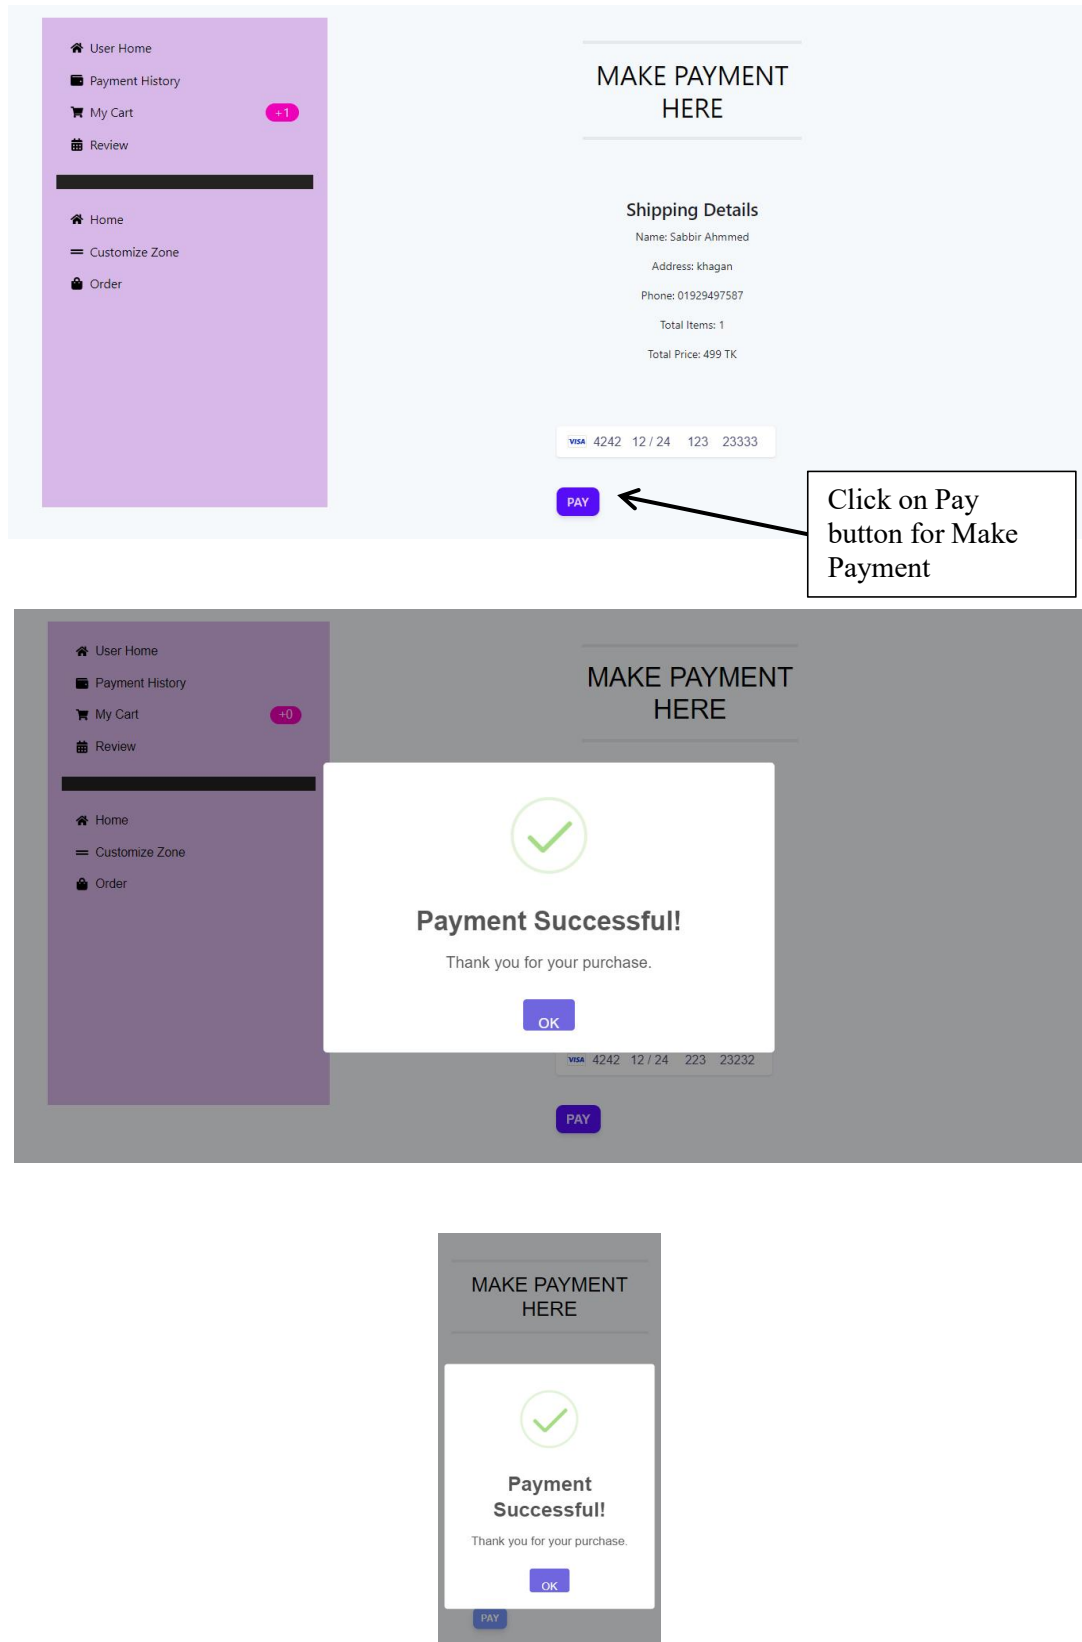 User Home
Payment History
My Cart +1
Review
Home
Customize Zone
Order
MAKE PAYMENT
HERE
Shipping Details
Name: Sabbir Ahmmed
Address: khagan
Phone: 01929497587
Total Items: 1
Total Price: 499 TK
VISA 4242 12 / 24 123 23333
PAY
Click on Pay
button for Make
Payment
User Home
Payment History
My Cart +0
Review
Home
Customize Zone
Order
MAKE PAYMENT
HERE
Payment Successful!
Thank you for your purchase.
OK
VISA 4242 12 / 24 223 23232
PAY
MAKE PAYMENT
HERE
Payment
Successful!
Thank you for your purchase.
OK
PAY